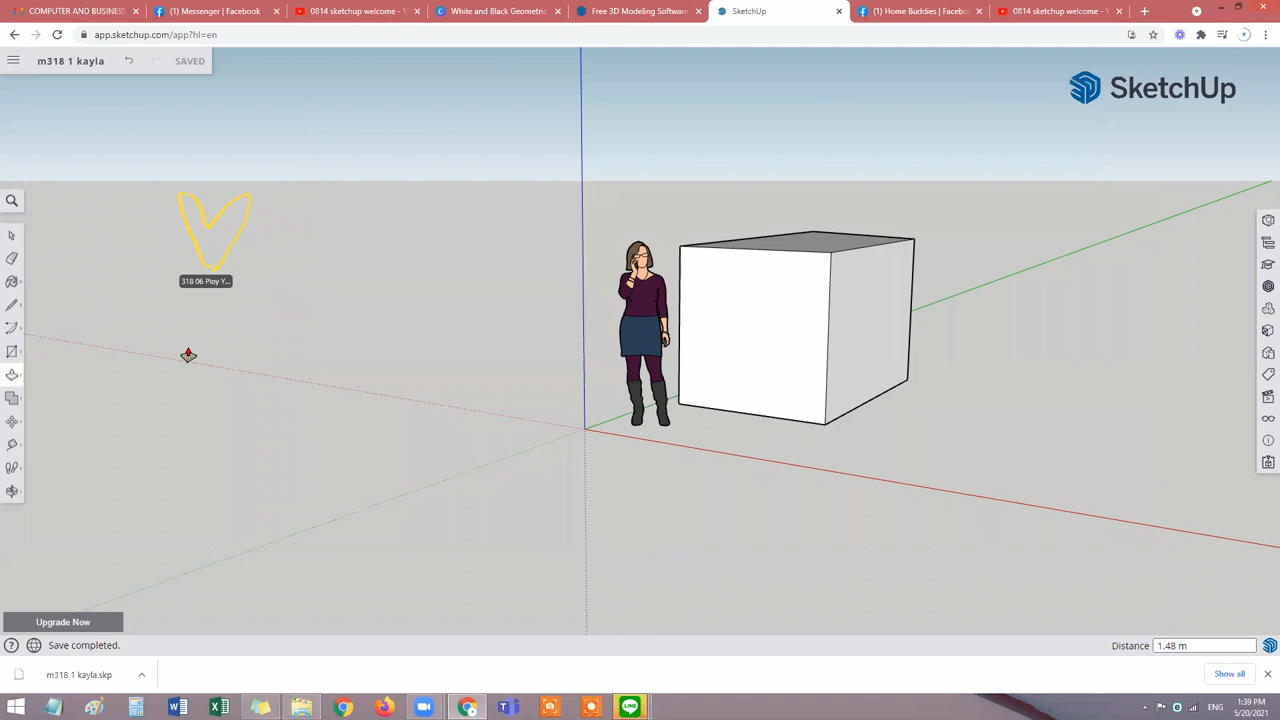 COMPUTER AND BUSINESS
(1) Messenger | Facebook
0814 sketchup welcome - Y
White and Black Geometric
Free 3D Modeling Software
SketchUp
(1) Home Buddies | Facebook
0814 sketchup welcome - Y
app.sketchup.com/app?hl=en
m318 1 kayla
SAVED
SketchUp
318 06 Ploy Y...
Upgrade Now
Save completed.
Distance
1.48 m
m318 1 kayla.skp
Show all
LINE
ENG
1:39 PM
5/20/2021